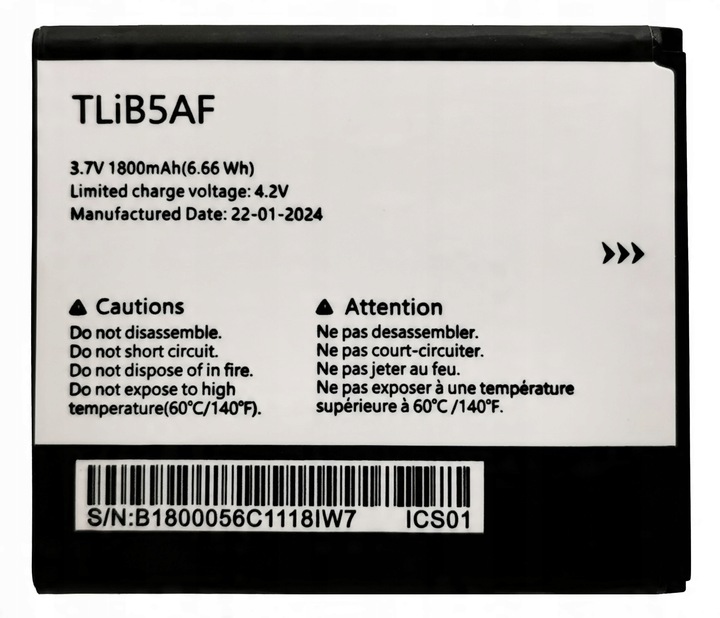 TLiB5AF
3.7V 1800mAh(6.66 Wh)
Limited charge voltage: 4.2V
Manufactured Date: 22-01-2024
Cautions
Do not disassemble.
Do not short circuit.
Do not dispose of in fire.
Do not expose to high
temperature(60°C/140°F).
Attention
Ne pas desassembler.
Ne pas court-circuiter.
Ne pas jeter au feu.
Ne pas exposer à une température
supérieure à 60°C /140°F.
S/N:B1800056C1118IW7 ICS01